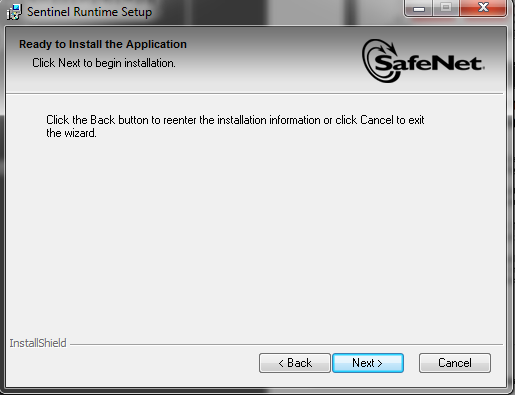 Sentinel Runtime Setup
Ready to Install the Application
Click Next to begin installation.
SafeNet.
Click the Back button to reenter the installation information or click Cancel to exit
the wizard.
InstallShield
< Back
Next >
Cancel